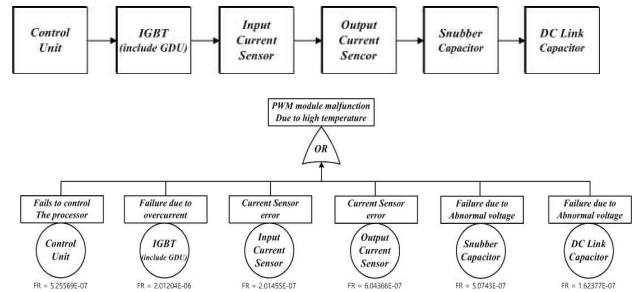 Control
Unit
IGBT
(include GDU)
Input
Current
Sensor
Output
Current
Sencor
Snubber
Capacitor
DC Link
Capacitor
PWM module malfunction
Due to high temperature
OR
Fails to control
The processor
Failure due to
overcurrent
Current Sensor
error
Current Sensor
error
Failure due to
Abnormal voltage
Failure due to
Abnormal voltage
Control
Unit
IGBT
(include GDU)
Input
Current
Sensor
Output
Current
Sensor
Snubber
Capacitor
DC Link
Capacitor
FR = 5.25569E-07
FR = 2.01204E-06
FR = 2.01455E-07
FR = 6.04366E-07
FR = 5.0743E-07
FR = 1.62377E-07